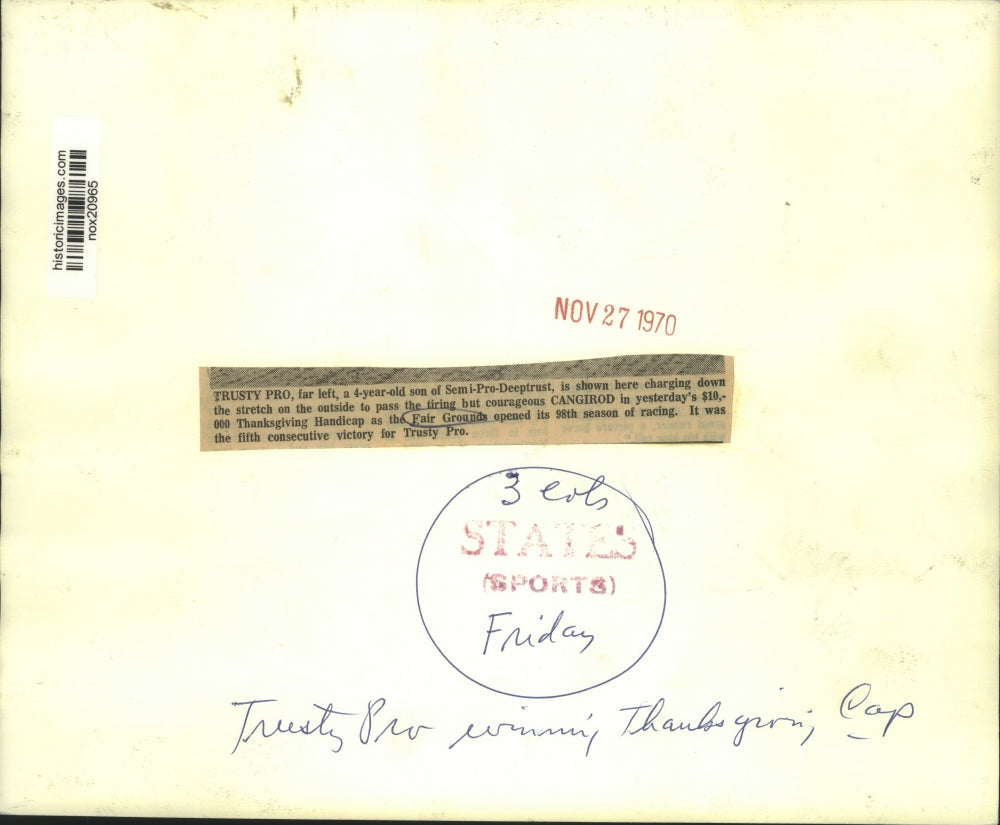 historicimages.com
nox20965
NOV 27 1970
TRUSTY PRO, far left, a 4-year-old son of Semi-Pro-Deeptrust, is shown here charging down
the stretch on the outside to pass the tiring but courageous CANGIROD in yesterday's $10,-
000 Thanksgiving Handicap as the Fair Grounds opened its 98th season of racing. It was
the fifth consecutive victory for Trusty Pro.
3 cols
STATES
(SPORTS)
Friday
Trusty Pro winning Thanksgiving Cap